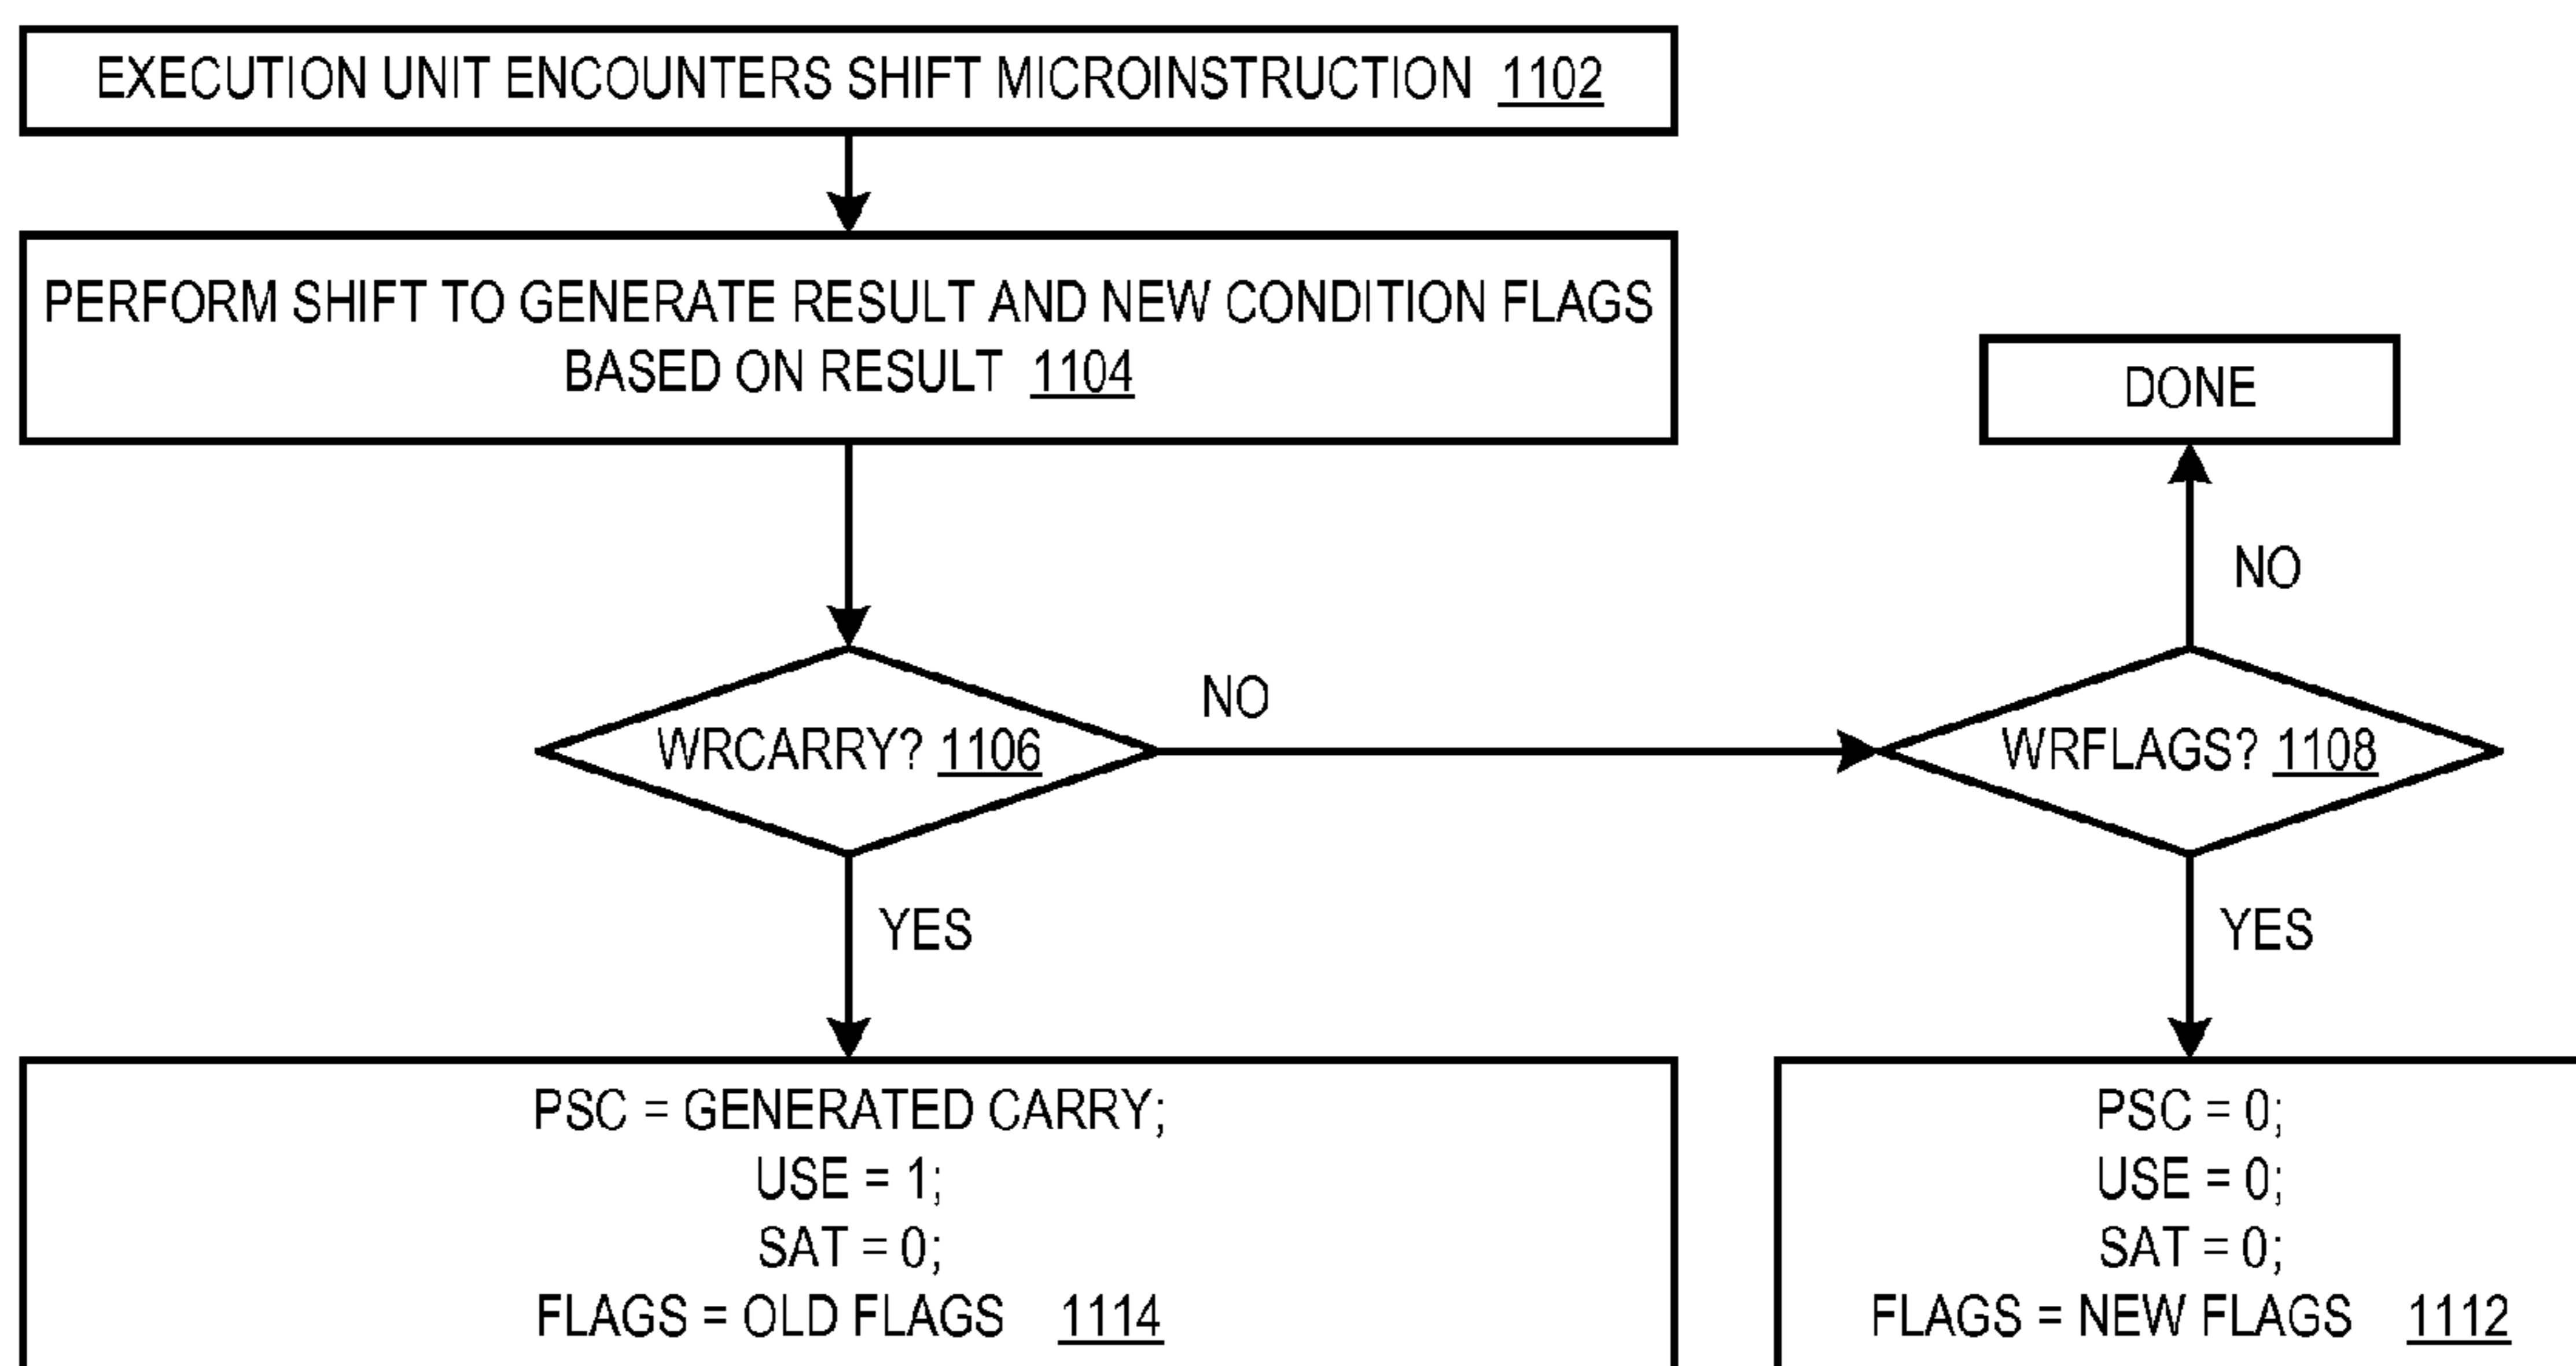 EXECUTION UNIT ENCOUNTERS SHIFT MICROINSTRUCTION 1102
PERFORM SHIFT TO GENERATE RESULT AND NEW CONDITION FLAGS
BASED ON RESULT 1104
DONE
NO
NO
WRCARRY? 1106
WRFLAGS? 1108
YES
YES
PSC = GENERATED CARRY;
USE = 1;
SAT = 0;
FLAGS = OLD FLAGS 1114
PSC = 0;
USE = 0;
SAT = 0;
FLAGS = NEW FLAGS 1112